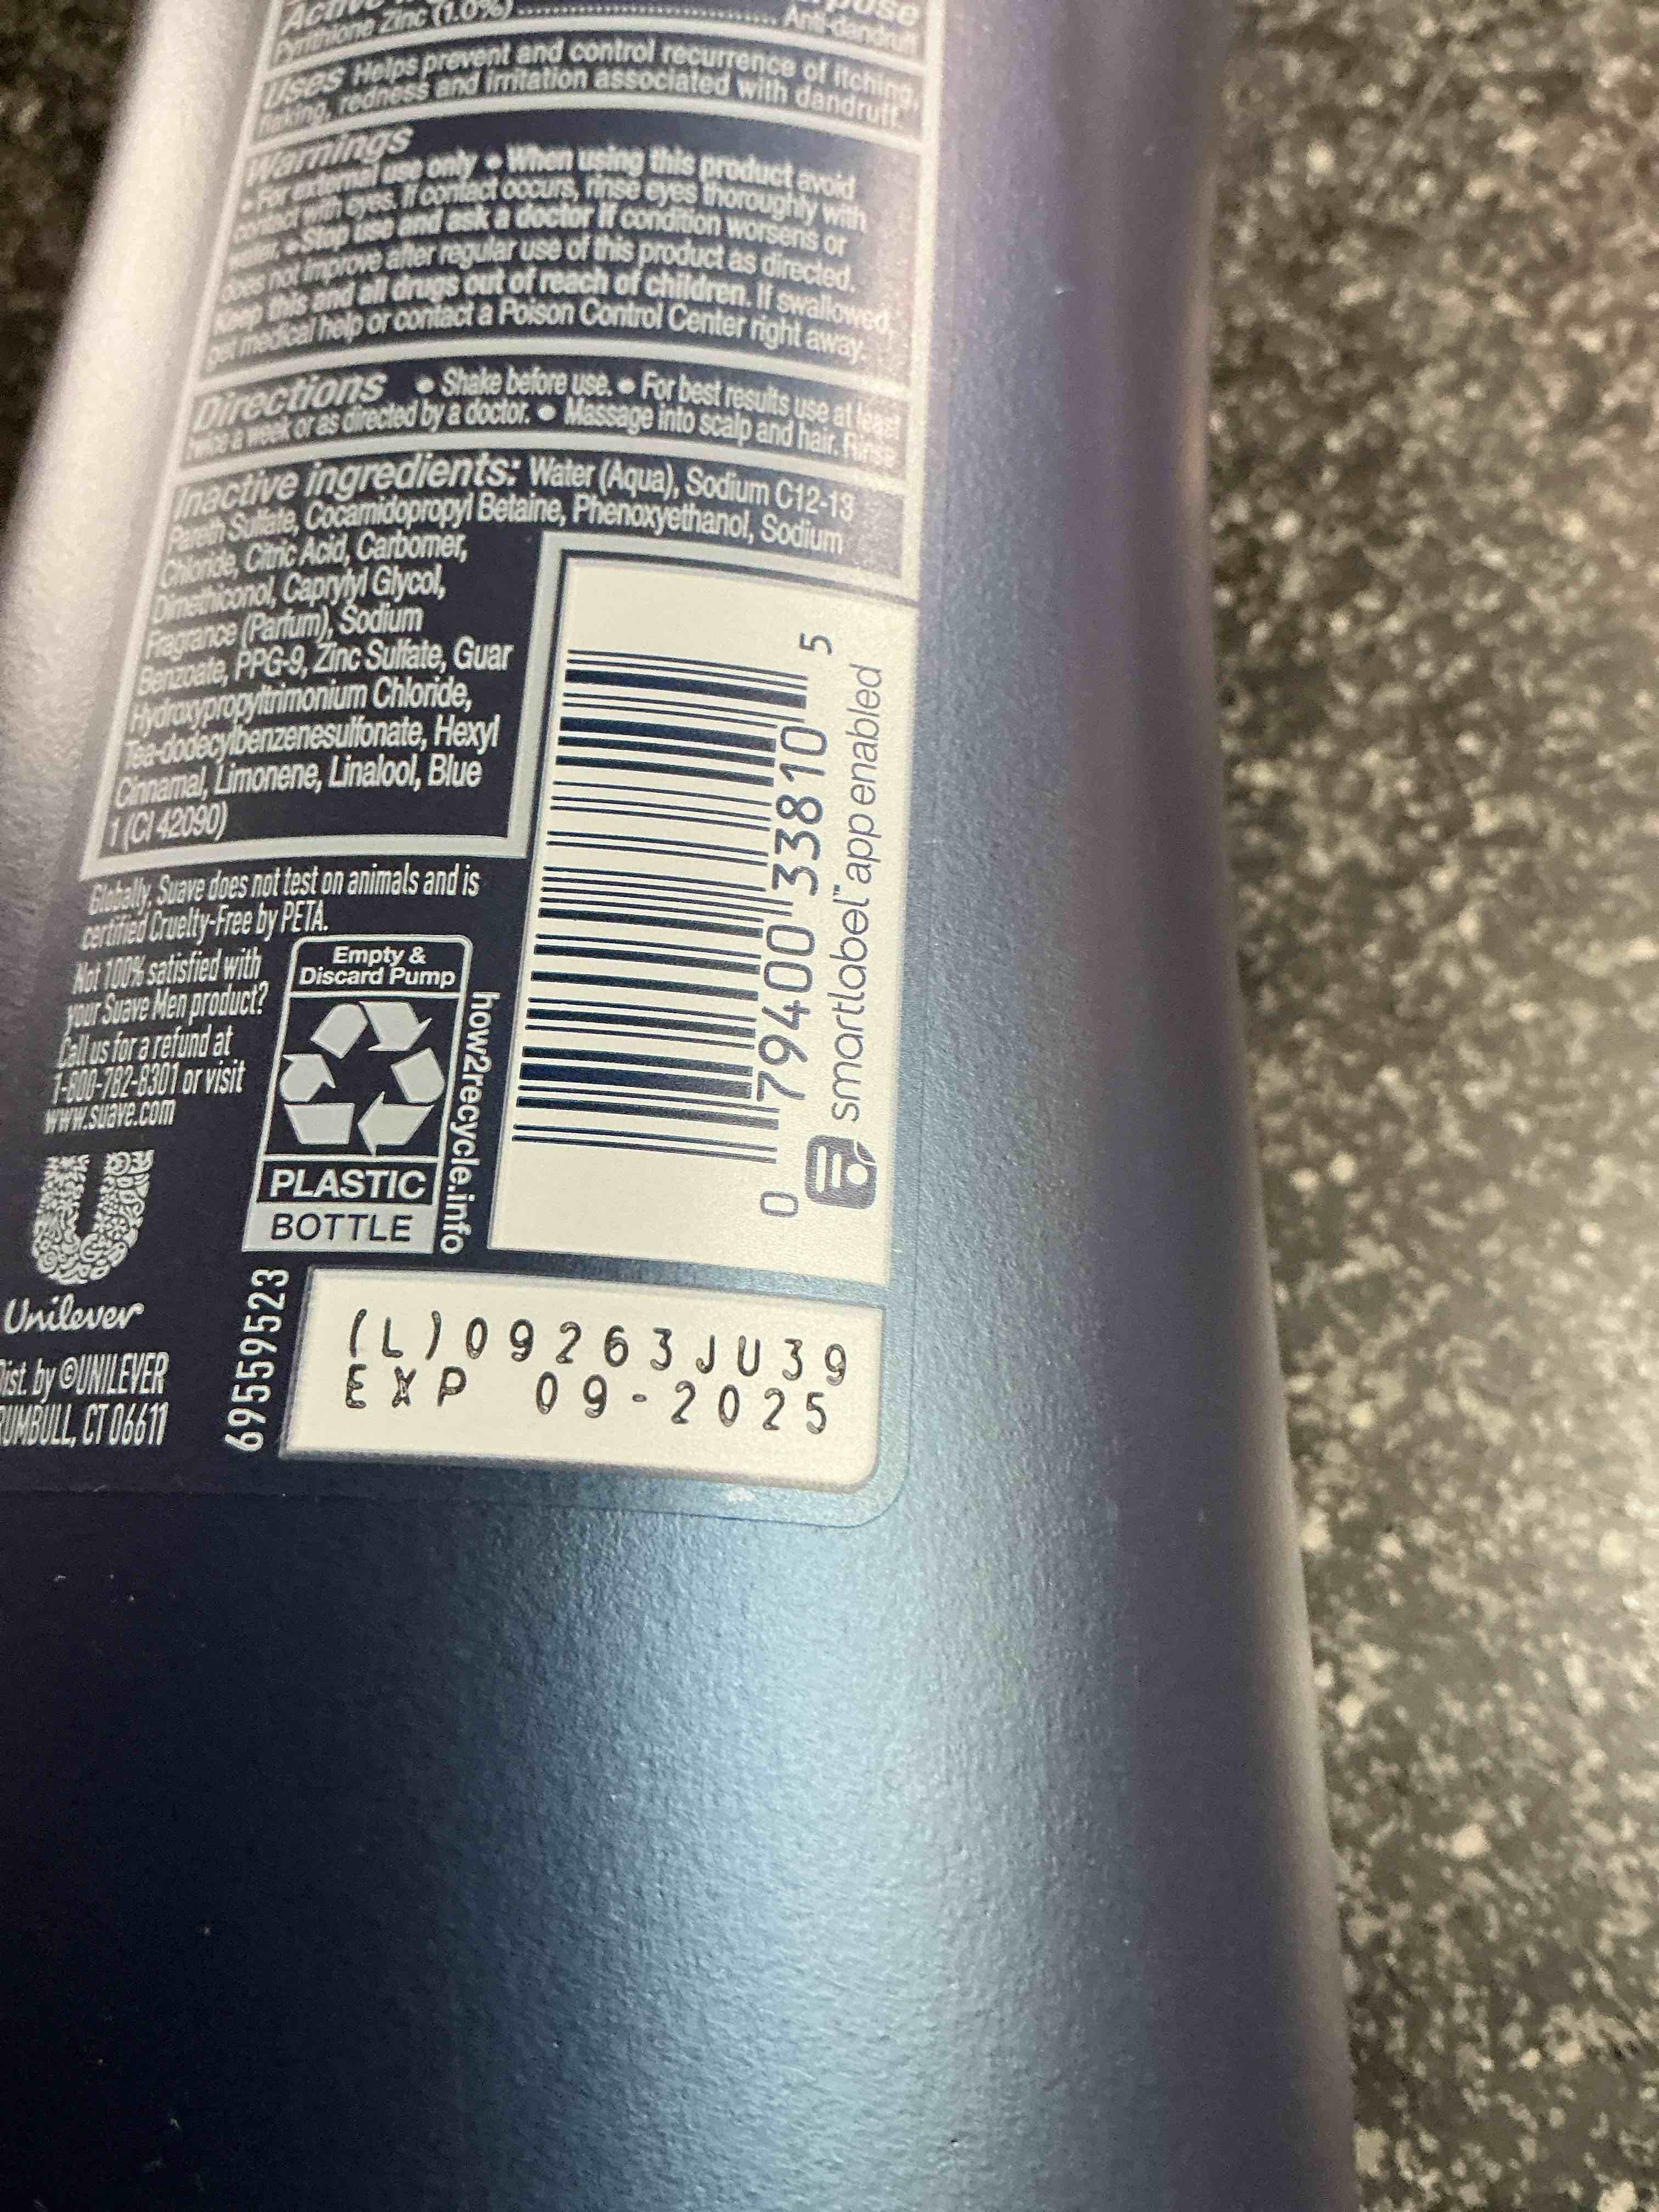 Pyrithione Zinc (1.0%) Anti-dandruff
Uses Helps prevent and control recurrence of itching,
flaking, redness and irritation associated with dandruff.
Warnings
• For external use only • When using this product avoid
contact with eyes. If contact occurs, rinse eyes thoroughly with
water. • Stop use and ask a doctor if condition worsens or
does not improve after regular use of this product as directed.
Keep this and all drugs out of reach of children. If swallowed,
get medical help or contact a Poison Control Center right away.
Directions • Shake before use. • For best results use at least
twice a week or as directed by a doctor. • Massage into scalp and hair. Rinse
Inactive ingredients: Water (Aqua), Sodium C12-13
Pareth Sulfate, Cocamidopropyl Betaine, Phenoxyethanol, Sodium
Chloride, Citric Acid, Carbomer,
Dimethiconol, Caprylyl Glycol,
Fragrance (Parfum), Sodium
Benzoate, PPG-9, Zinc Sulfate, Guar
Hydroxypropyltrimonium Chloride,
Tea-dodecylbenzenesulfonate, Hexyl
Cinnamal, Limonene, Linalool, Blue
1 (CI 42090)
0 79400 33810 5
smartlabel™ app enabled
Globally, Suave does not test on animals and is
certified Cruelty-Free by PETA.
Not 100% satisfied with
your Suave Men product?
Call us for a refund at
1-800-782-8301 or visit
www.suave.com
Empty &
Discard Pump
PLASTIC
BOTTLE
how2recycle.info
Unilever
Dist. by ©UNILEVER
CT 06611
69559523
(L)09263JU39
EXP 09-2025